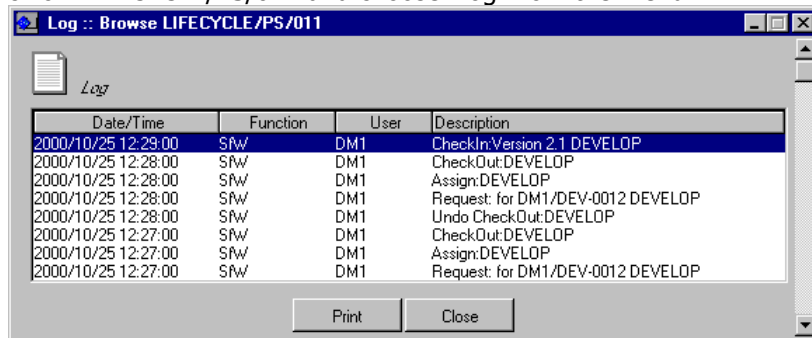 Log :: Browse LIFECYCLE/PS/011
Log
Date/Time Function User Description
2000/10/25 12:29:00 SfW DM1 CheckIn:Version 2.1 DEVELOP
2000/10/25 12:28:00 SfW DM1 CheckOut:DEVELOP
2000/10/25 12:28:00 SfW DM1 Assign:DEVELOP
2000/10/25 12:28:00 SfW DM1 Request: for DM1/DEV-0012 DEVELOP
2000/10/25 12:28:00 SfW DM1 Undo CheckOut:DEVELOP
2000/10/25 12:27:00 SfW DM1 CheckOut:DEVELOP
2000/10/25 12:27:00 SfW DM1 Assign:DEVELOP
2000/10/25 12:27:00 SfW DM1 Request: for DM1/DEV-0012 DEVELOP
Print Close